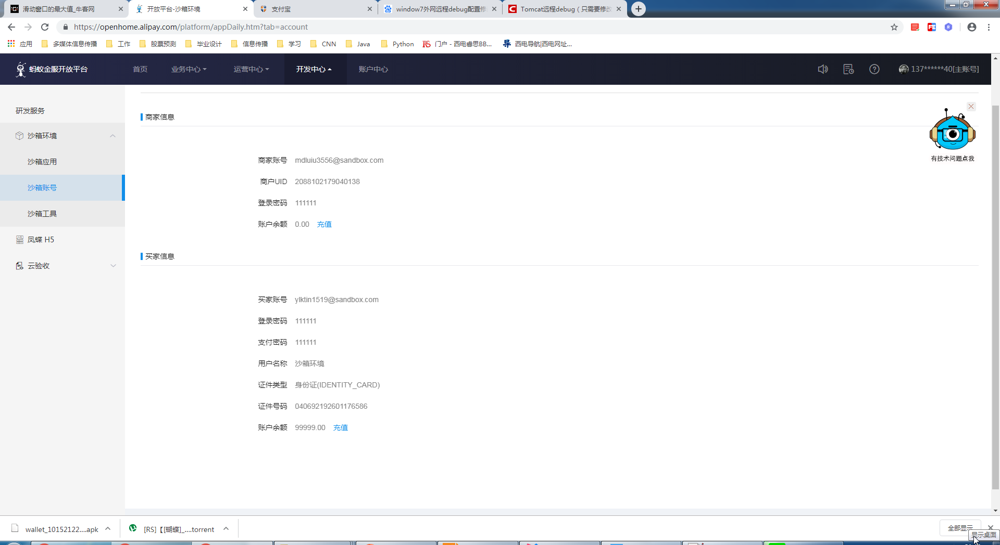 滑动窗口的最大值_牛客网
开放平台-沙箱环境
支付宝
window7外网远程debug配置修
Tomcat远程debug（只需要修改
https://openhome.alipay.com/platform/appDaily.htm?tab=account
应用
多媒体信息传播
工作
股票预测
毕业设计
信息传播
学习
CNN
Java
Python
门户 - 西电睿思BB...
西电导航|西电网址...
蚂蚁金服开放平台
首页
业务中心
运营中心
开发中心
账户中心
137******40[主账号]
研发服务
沙箱环境
沙箱应用
沙箱账号
沙箱工具
凤蝶 H5
云验收
商家信息
商家账号 mdluiu3556@sandbox.com
商户UID 2088102179040138
登录密码 111111
账户余额 0.00 充值
买家信息
买家账号 ylktin1519@sandbox.com
登录密码 111111
支付密码 111111
用户名称 沙箱环境
证件类型 身份证(IDENTITY_CARD)
证件号码 040692192601176586
账户余额 99999.00 充值
有技术问题点我
wallet_10152122....apk
[RS]【[蝴蝶]_....torrent
全部显示
显示桌面